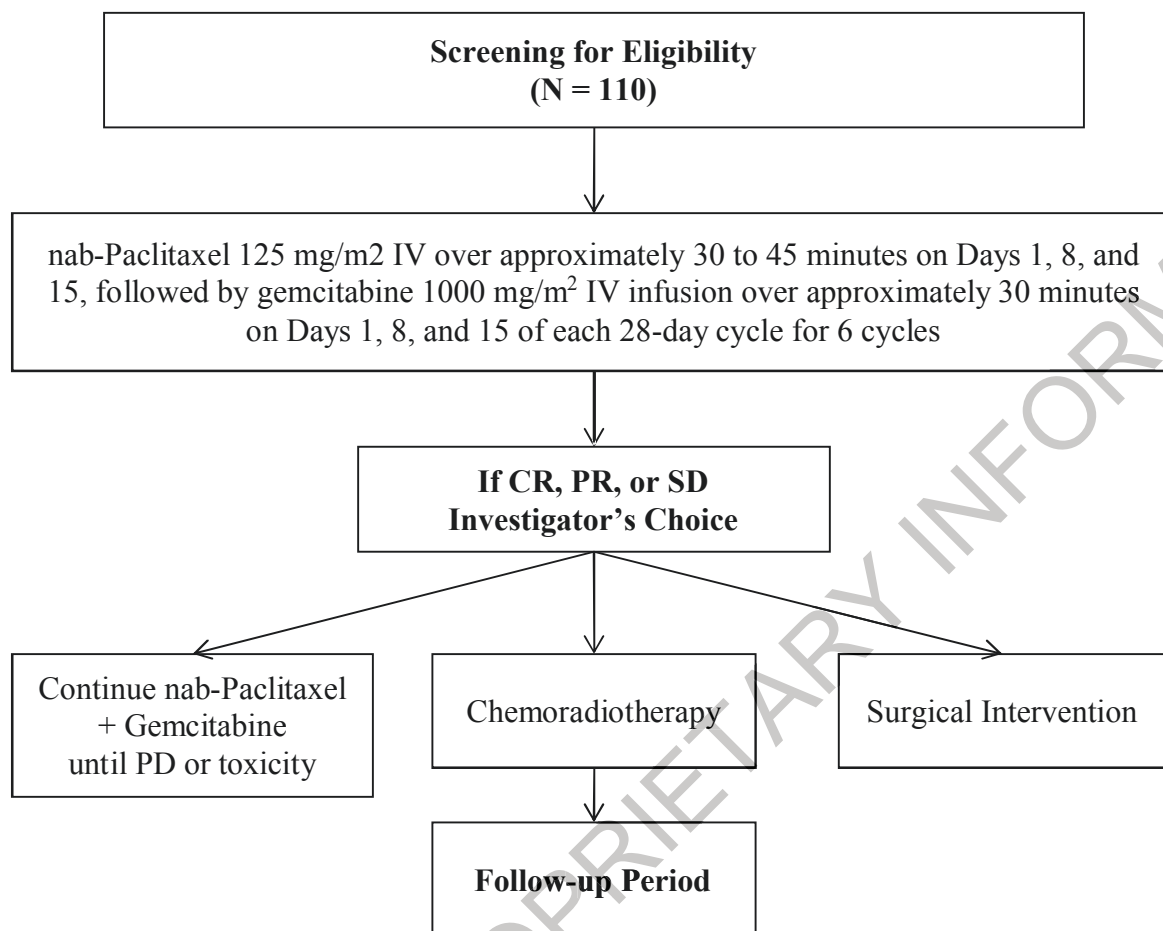 Screening for Eligibility
(N = 110)
nab-Paclitaxel 125 mg/m2 IV over approximately 30 to 45 minutes on Days 1, 8, and
15, followed by gemcitabine 1000 mg/m² IV infusion over approximately 30 minutes
on Days 1, 8, and 15 of each 28-day cycle for 6 cycles
If CR, PR, or SD
Investigator’s Choice
Continue nab-Paclitaxel
+ Gemcitabine
until PD or toxicity
Chemoradiotherapy
Surgical Intervention
Follow-up Period